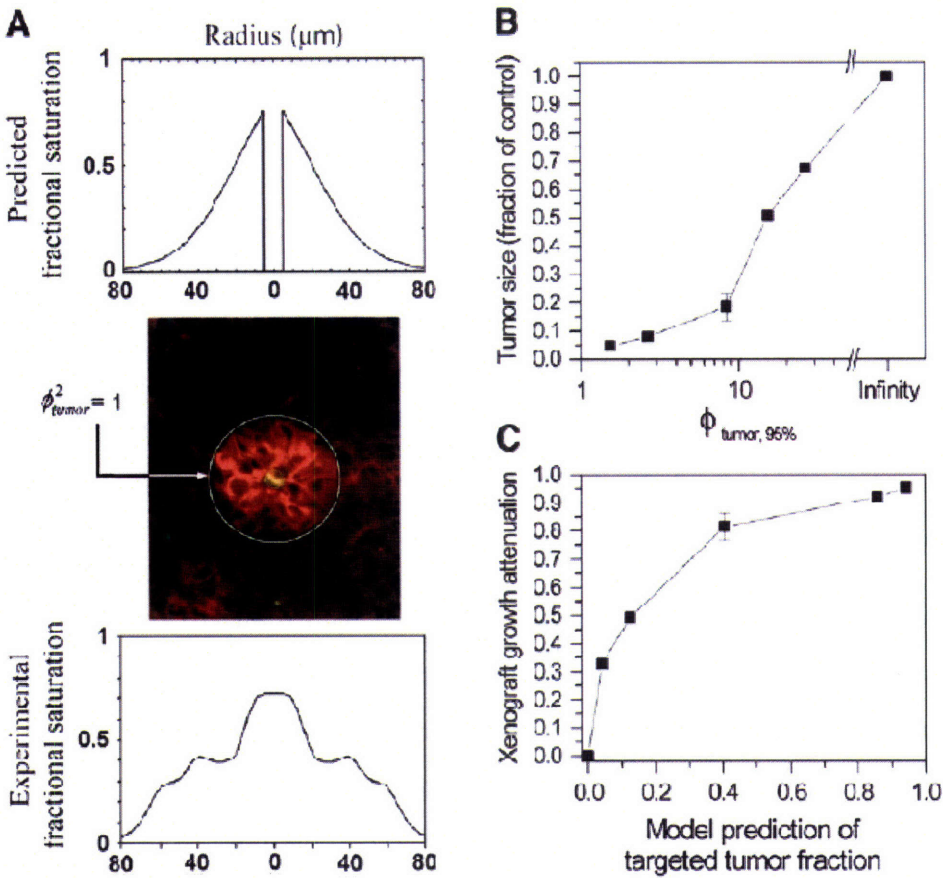 A
Radius (μm)
Predicted
fractional saturation
1
0.5
0
80 40 0 40 80
ϕ²tumor = 1
Experimental
fractional saturation
1
0.5
0
80 40 0 40 80
B
Tumor size (fraction of control)
1.0
0.9
0.8
0.7
0.6
0.5
0.4
0.3
0.2
0.1
0.0
1 10 Infinity
ϕ tumor, 95%
C
Xenograft growth attenuation
1.0
0.9
0.8
0.7
0.6
0.5
0.4
0.3
0.2
0.1
0.0
0.0 0.2 0.4 0.6 0.8 1.0
Model prediction of
targeted tumor fraction